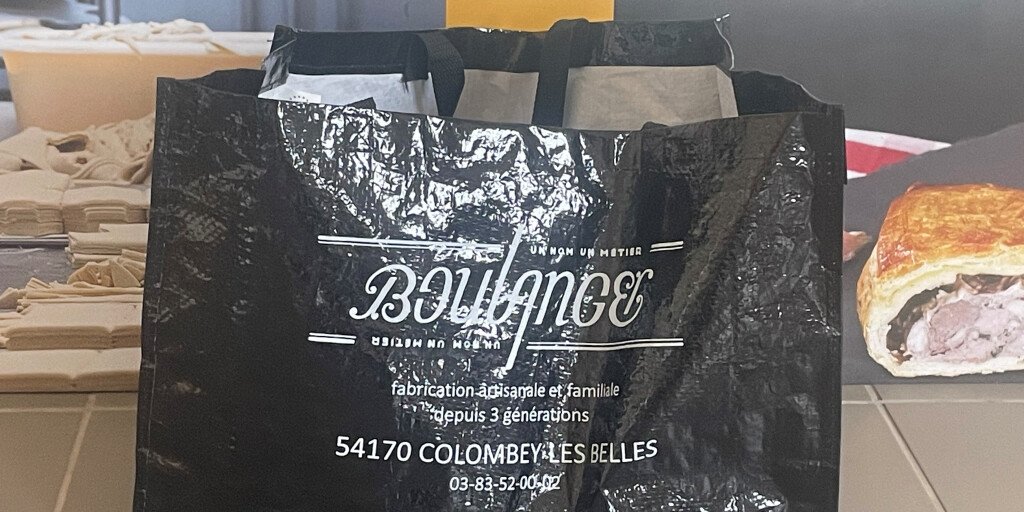 UN NOM UN METIER
BOULANGER
UN NOM UN METIER
fabrication artisanale et familiale
depuis 3 générations
54170 COLOMBEY-LES BELLES
03-83-52-00-02